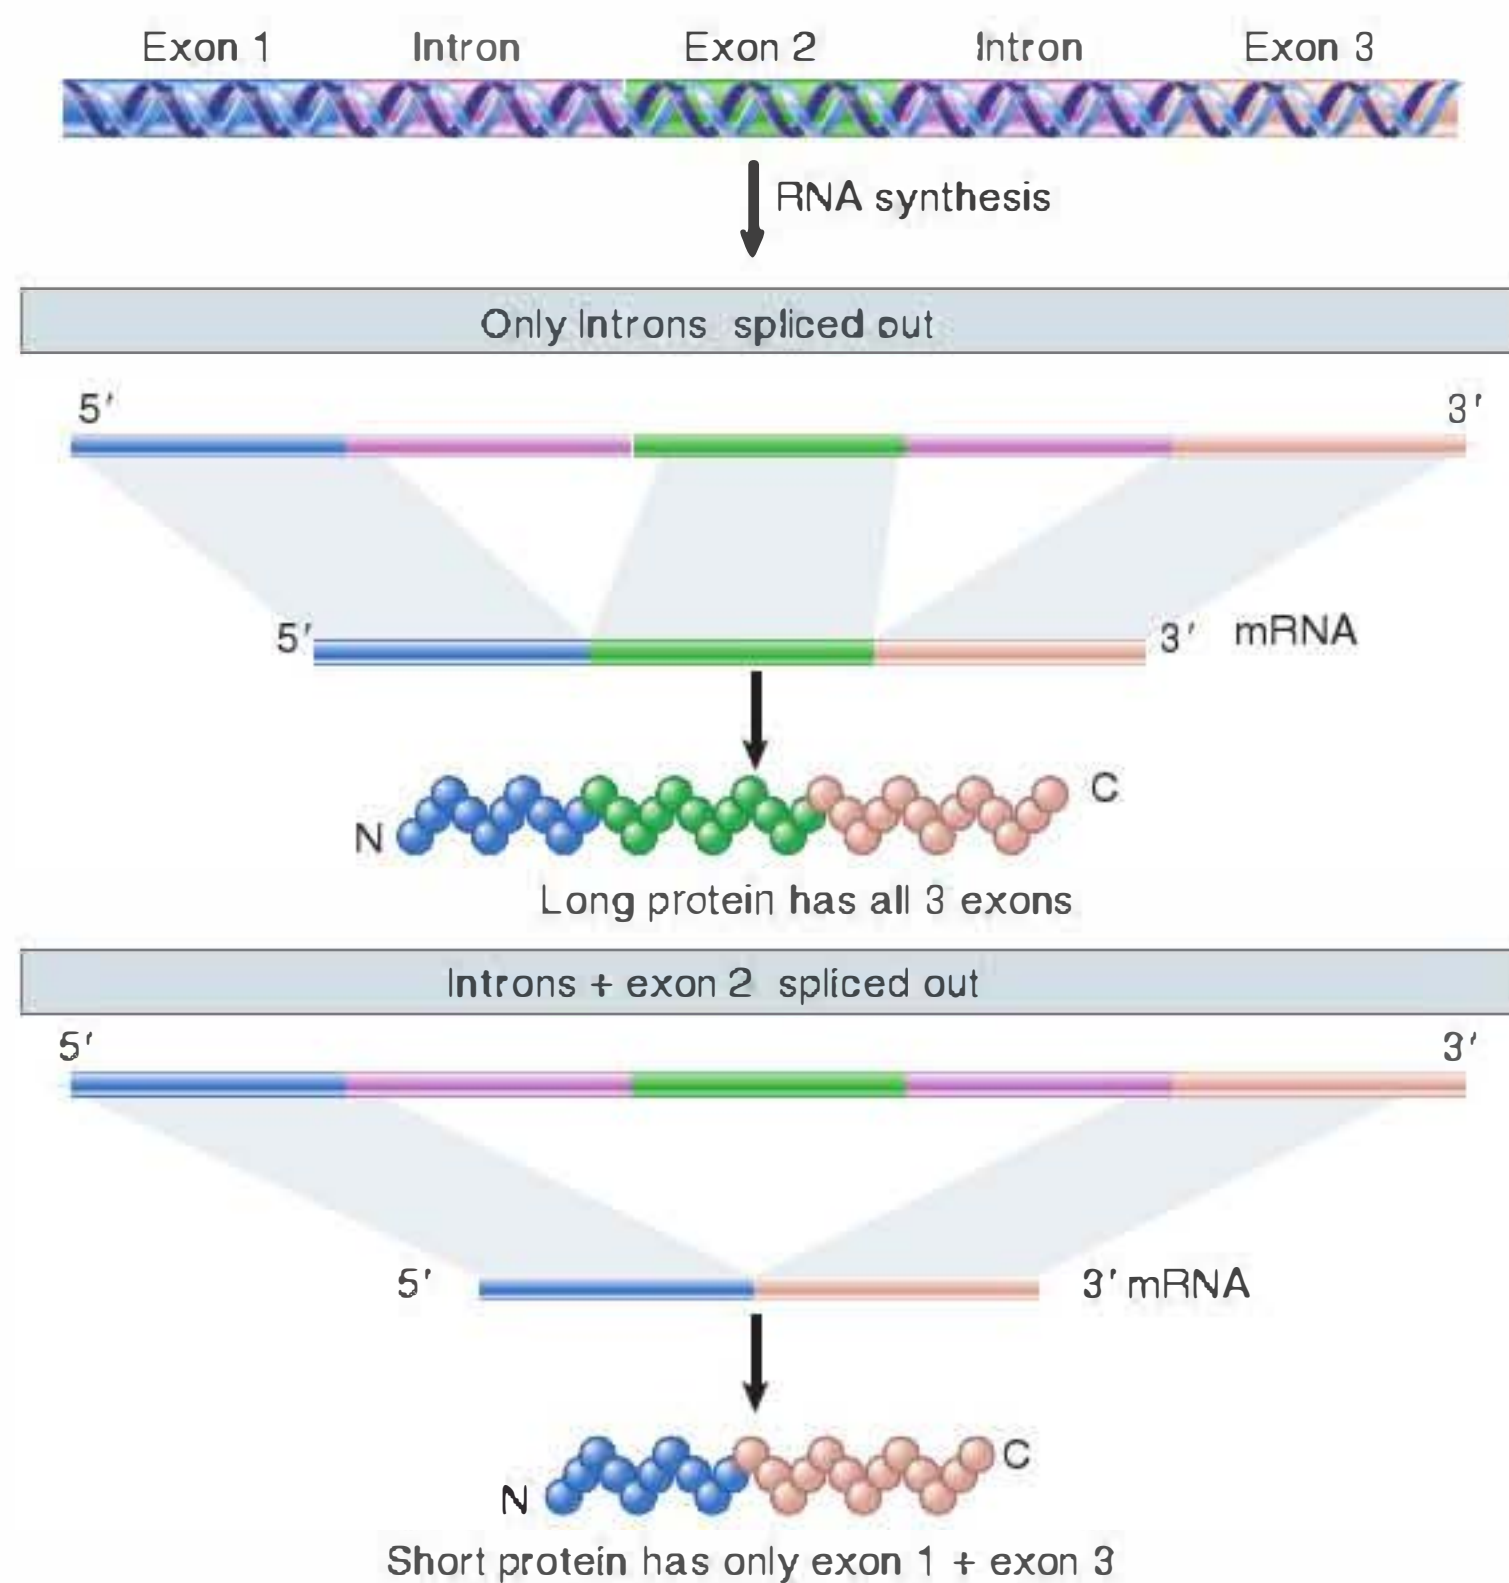 Exon 1 Intron Exon 2 Intron Exon 3
RNA synthesis
Only Introns spliced out
5′ 3′
5′ 3′ mRNA
N C
Long protein has all 3 exons
Introns + exon 2 spliced out
5′ 3′
5′ 3′ mRNA
N C
Short protein has only exon 1 + exon 3